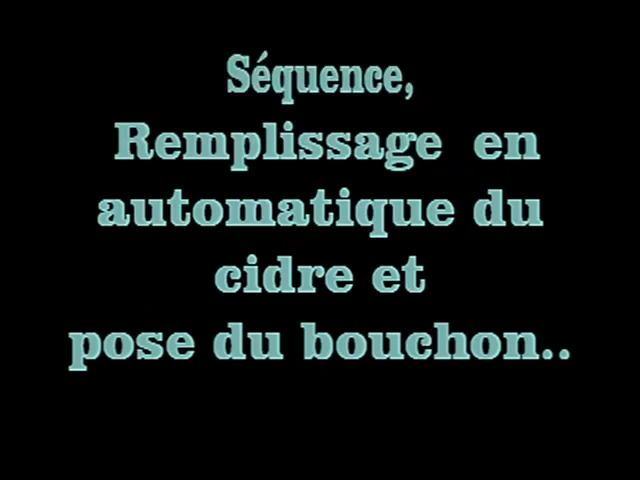 Séquence,
Remplissage en
automatique du
cidre et
pose du bouchon..